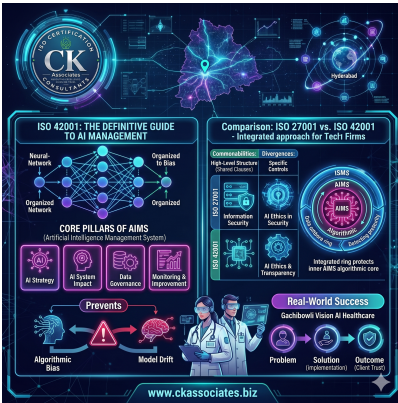 ISO CERTIFICATION
CK
Associates
CONSULTANTS
Hyderabad
ISO 42001: THE DEFINITIVE GUIDE
TO AI MANAGEMENT
Neural-
Network
Organized
to Bias
Organized
Network
Organized
to Bias
CORE PILLARS OF AIMS
(Artificial Intelligence Management System)
AI
AI Strategy
AI System
Impact
Data
Governance
Monitoring &
Improvement
Prevents
Algorithmic
Bias
Model Drift
Comparison: ISO 27001 vs. ISO 42001
- Integrated approach for Tech Firms
Commonabilities:
High-Level Structure
(Shared Clauses)
Divergences:
Specific
Controls
ISO 27001
Information
Security
AI Ethics in
Security
ISO 42001
AI Ethics &
Transparency
ISMS
AIMS
AIMS
Algorithmic
Integrated ring protects
inner AIMS algorithmic core
Real-World Success
Gachibowli Vision AI Healthcare
Problem
Solution
(implementation)
Outcome
(Client Trust)
www.ckassociates.biz